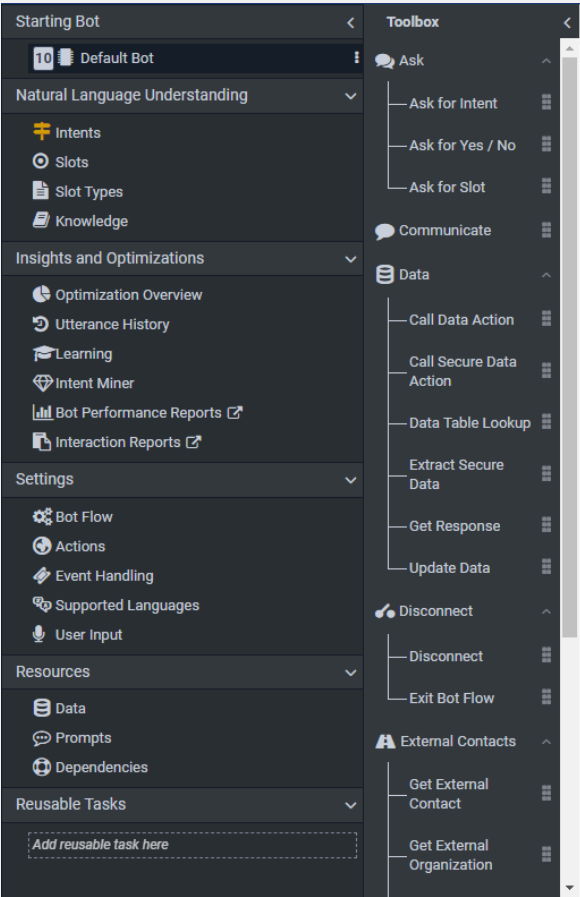 Starting Bot
10 Default Bot
Natural Language Understanding
Intents
Slots
Slot Types
Knowledge
Insights and Optimizations
Optimization Overview
Utterance History
Learning
Intent Miner
Bot Performance Reports
Interaction Reports
Settings
Bot Flow
Actions
Event Handling
Supported Languages
User Input
Resources
Data
Prompts
Dependencies
Reusable Tasks
Add reusable task here
Toolbox
Ask
Ask for Intent
Ask for Yes / No
Ask for Slot
Communicate
Data
Call Data Action
Call Secure Data
Action
Data Table Lookup
Extract Secure
Data
Get Response
Update Data
Disconnect
Disconnect
Exit Bot Flow
External Contacts
Get External
Contact
Get External
Organization